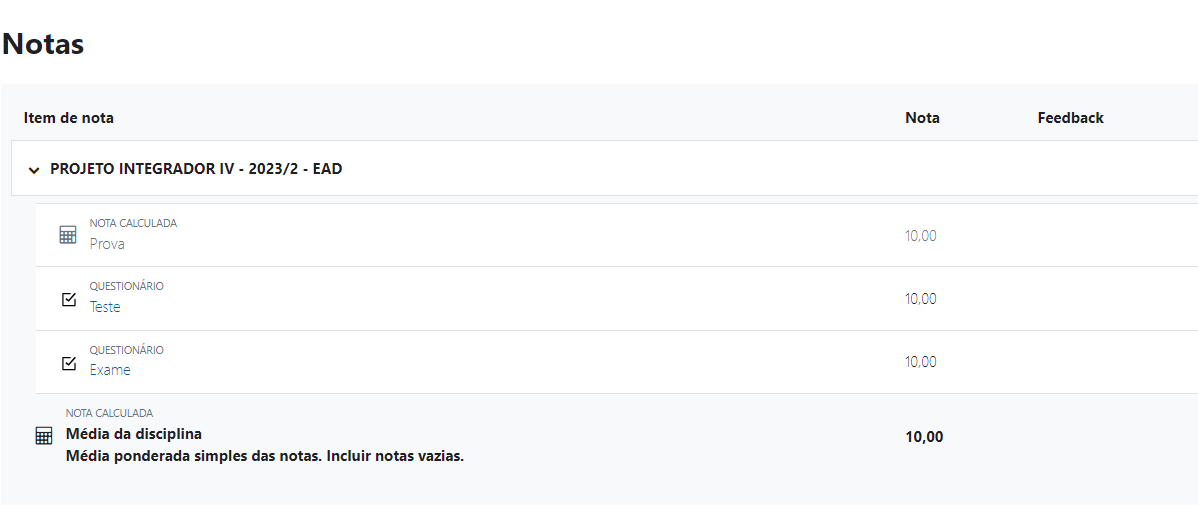 Notas
Item de nota Nota Feedback
PROJETO INTEGRADOR IV - 2023/2 - EAD
NOTA CALCULADA
Prova 10,00
QUESTIONÁRIO
Teste 10,00
QUESTIONÁRIO
Exame 10,00
NOTA CALCULADA
Média da disciplina 10,00
Média ponderada simples das notas. Incluir notas vazias.